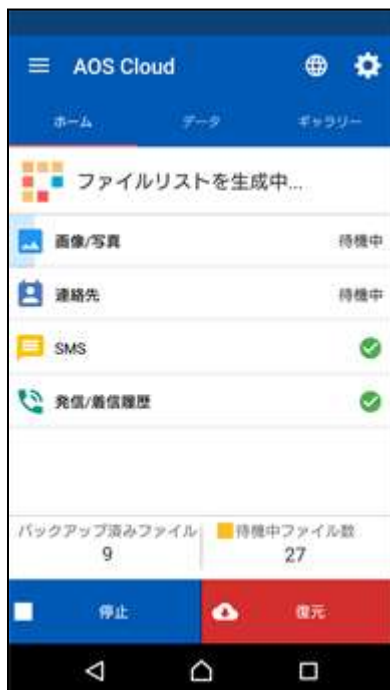 AOS Cloud
ホーム データ ギャラリー
ファイルリストを生成中...
画像/写真 待機中
連絡先 待機中
SMS
発信/着信履歴
バックアップ済みファイル 待機中ファイル数
9 27
停止 復元